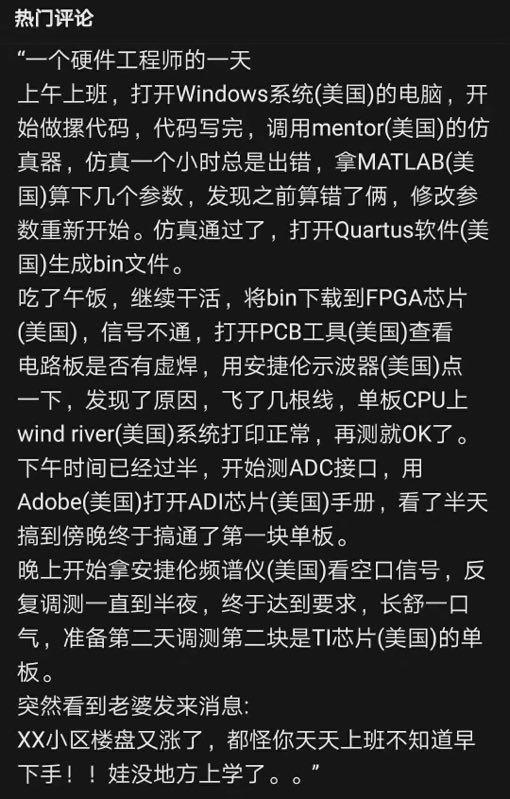 热门评论
“一个硬件工程师的一天
上午上班，打开Windows系统(美国)的电脑，开
始做摞代码，代码写完，调用mentor(美国)的仿
真器，仿真一个小时总是出错，拿MATLAB(美
国)算下几个参数，发现之前算错了俩，修改参
数重新开始。仿真通过了，打开Quartus软件(美
国)生成bin文件。
吃了午饭，继续干活，将bin下载到FPGA芯片
(美国)，信号不通，打开PCB工具(美国)查看
电路板是否有虚焊，用安捷伦示波器(美国)点
一下，发现了原因，飞了几根线，单板CPU上
wind river(美国)系统打印正常，再测就OK了。
下午时间已经过半，开始测ADC接口，用
Adobe(美国)打开ADI芯片(美国)手册，看了半天
搞到傍晚终于搞通了第一块单板。
晚上开始拿安捷伦频谱仪(美国)看空口信号，反
复调测一直到半夜，终于达到要求，长舒一口
气，准备第二天调测第二块是TI芯片(美国)的单
板。
突然看到老婆发来消息:
XX小区楼盘又涨了，都怪你天天上班不知道早
下手！！娃没地方上学了。。”